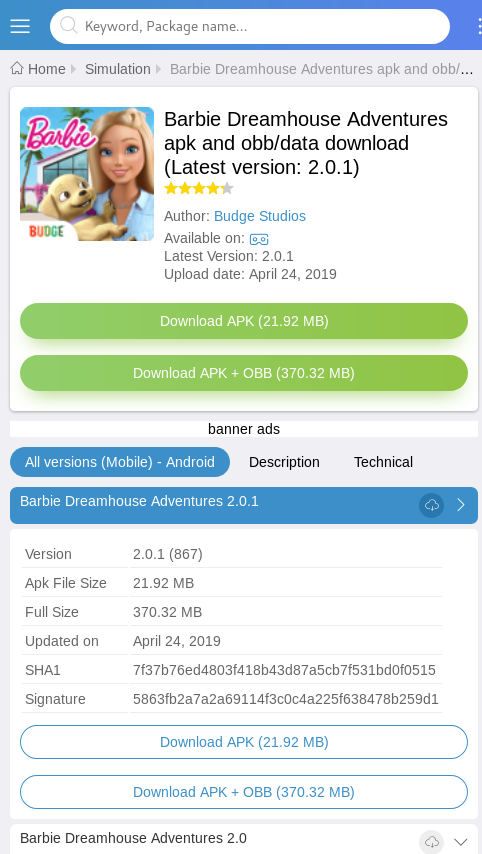 Keyword, Package name...
Home Simulation Barbie Dreamhouse Adventures apk and obb/...
Barbie
BUDGE
Barbie Dreamhouse Adventures
apk and obb/data download
(Latest version: 2.0.1)
Author: Budge Studios
Available on:
Latest Version: 2.0.1
Upload date: April 24, 2019
Download APK (21.92 MB)
Download APK + OBB (370.32 MB)
banner ads
All versions (Mobile) - Android Description Technical
Barbie Dreamhouse Adventures 2.0.1
Version 2.0.1 (867)
Apk File Size 21.92 MB
Full Size 370.32 MB
Updated on April 24, 2019
SHA1 7f37b76ed4803f418b43d87a5cb7f531bd0f0515
Signature 5863fb2a7a2a69114f3c0c4a225f638478b259d1
Download APK (21.92 MB)
Download APK + OBB (370.32 MB)
Barbie Dreamhouse Adventures 2.0